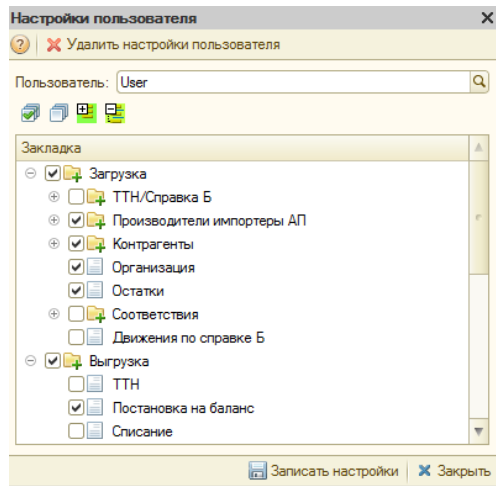 Настройки пользователя
Удалить настройки пользователя
Пользователь: User
Закладка
Загрузка
ТТН/Справка Б
Производители импортеры АП
Контрагенты
Организация
Остатки
Соответствия
Движения по справке Б
Выгрузка
ТТН
Постановка на баланс
Списание
Записать настройки Закрыть